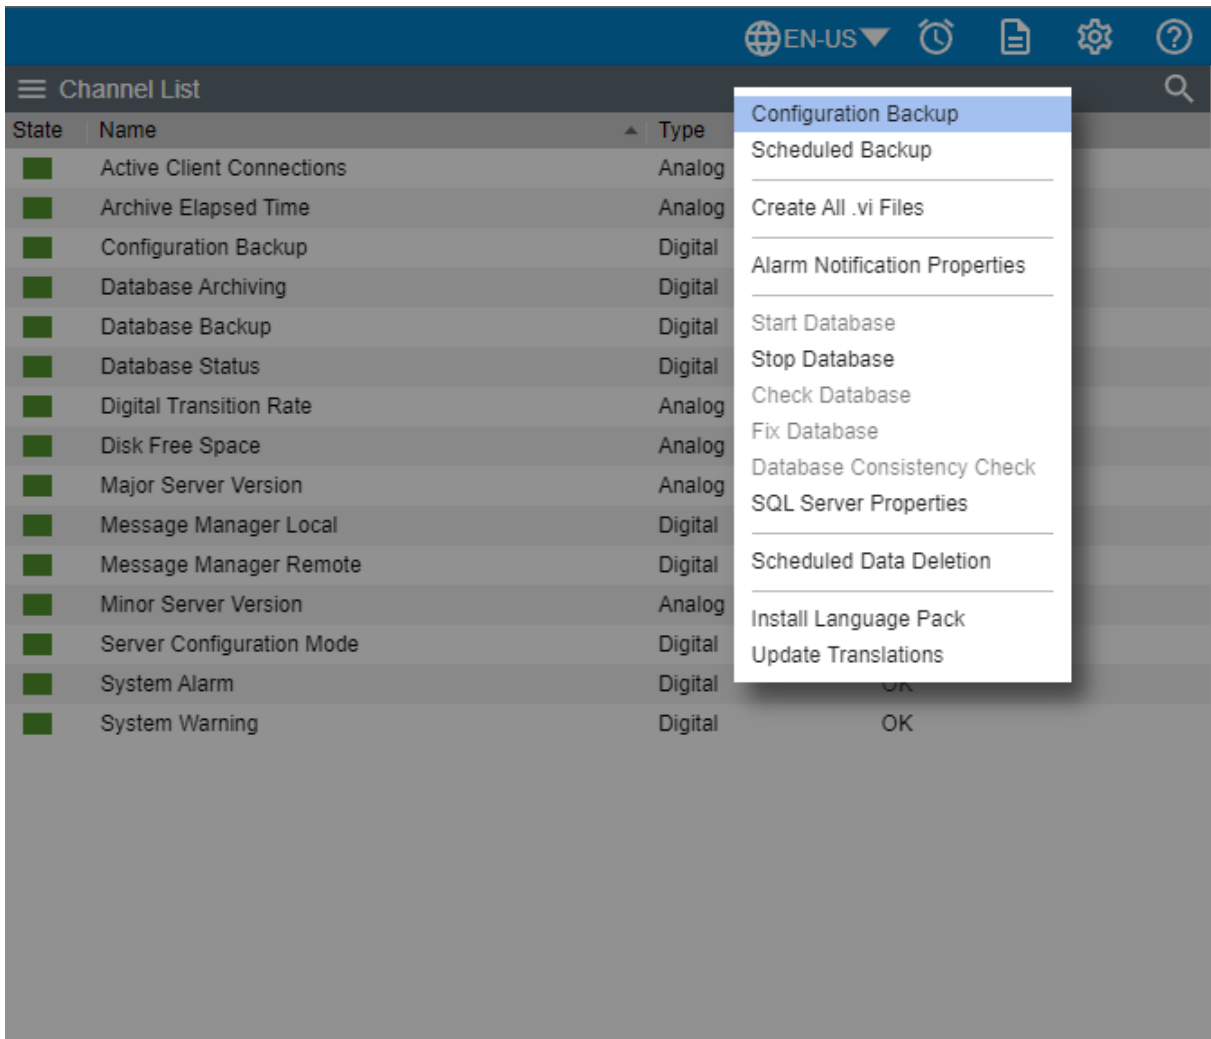 EN-US
Channel List
State Name Type
Configuration Backup
Scheduled Backup
Create All .vi Files
Alarm Notification Properties
Start Database
Stop Database
Check Database
Fix Database
Database Consistency Check
SQL Server Properties
Scheduled Data Deletion
Install Language Pack
Update Translations
Active Client Connections Analog
Archive Elapsed Time Analog
Configuration Backup Digital
Database Archiving Digital
Database Backup Digital
Database Status Digital
Digital Transition Rate Analog
Disk Free Space Analog
Major Server Version Analog
Message Manager Local Digital
Message Manager Remote Digital
Minor Server Version Analog
Server Configuration Mode Digital
System Alarm Digital OK
System Warning Digital OK